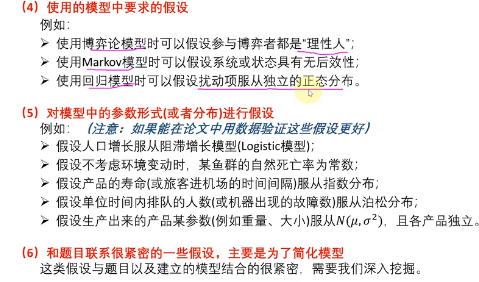 （4）使用的模型中要求的假设
例如：
➢ 使用博弈论模型时可以假设参与博弈者都是“理性人”；
➢ 使用Markov模型时可以假设系统或状态具有无后效性；
➢ 使用回归模型时可以假设扰动项服从独立的正态分布。
（5）对模型中的参数形式(或者分布)进行假设
例如：（注意：如果能在论文中用数据验证这些假设更好）
➢ 假设人口增长服从阻滞增长模型(Logistic模型)；
➢ 假设不考虑环境变动时，某鱼群的自然死亡率为常数；
➢ 假设产品的寿命(或旅客进机场的时间间隔)服从指数分布；
➢ 假设单位时间内排队的人数(或机器出现的故障数)服从泊松分布；
➢ 假设生产出来的产品某参数(例如重量、大小)服从N(μ, σ²)，且各产品独立。
（6）和题目联系很紧密的一些假设，主要是为了简化模型
这类假设与题目以及建立的模型结合的很紧密，需要我们深入挖掘。